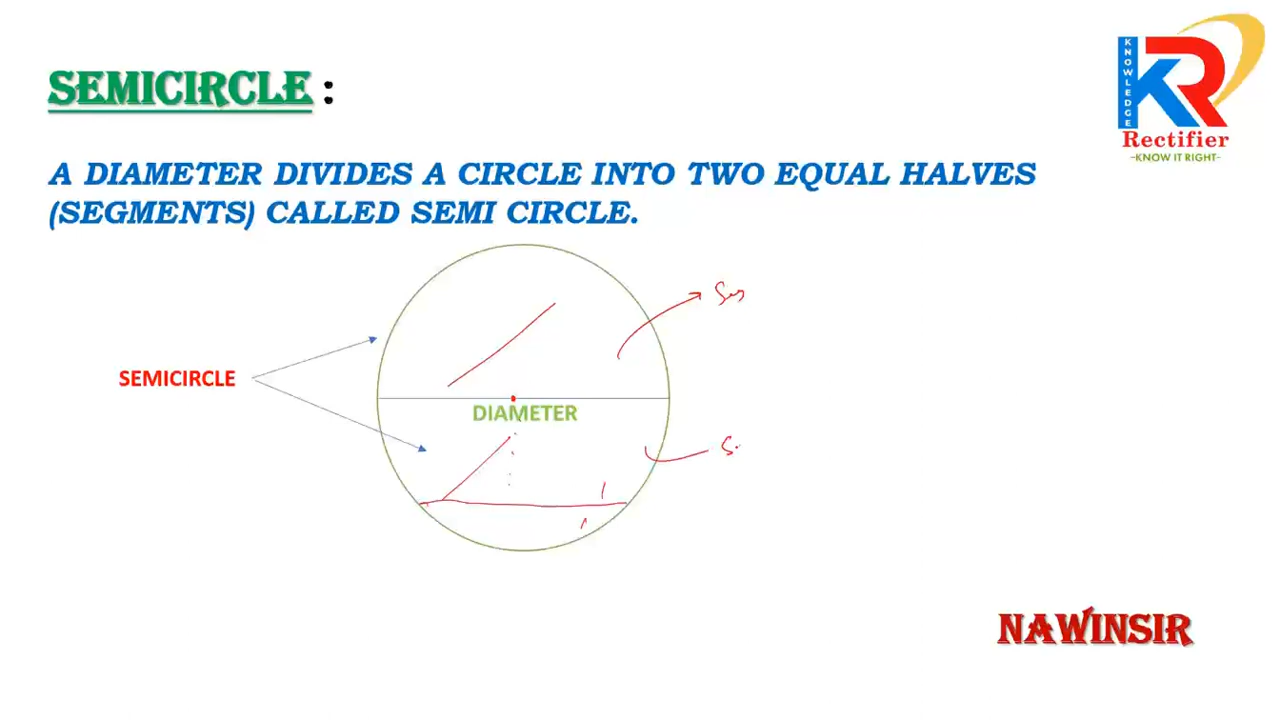 SEMICIRCLE :
KNOWLEDGE
KR
Rectifier
-KNOW IT RIGHT-
A DIAMETER DIVIDES A CIRCLE INTO TWO EQUAL HALVES
(SEGMENTS) CALLED SEMI CIRCLE.
SEMICIRCLE
DIAMETER
NAWINSIR